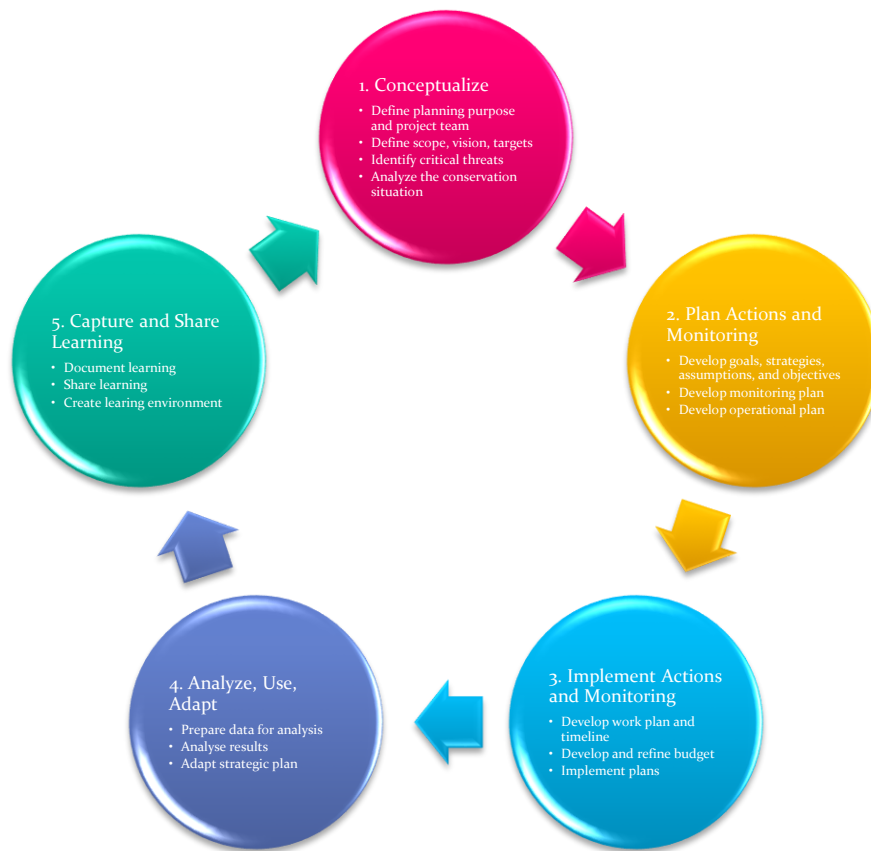 1. Conceptualize
• Define planning purpose
and project team
• Define scope, vision, targets
• Identify critical threats
• Analyze the conservation
situation
2. Plan Actions and
Monitoring
• Develop goals, strategies,
assumptions, and objectives
• Develop monitoring plan
• Develop operational plan
3. Implement Actions
and Monitoring
• Develop work plan and
timeline
• Develop and refine budget
• Implement plans
4. Analyze, Use,
Adapt
• Prepare data for analysis
• Analyse results
• Adapt strategic plan
5. Capture and Share
Learning
• Document learning
• Share learning
• Create learing environment